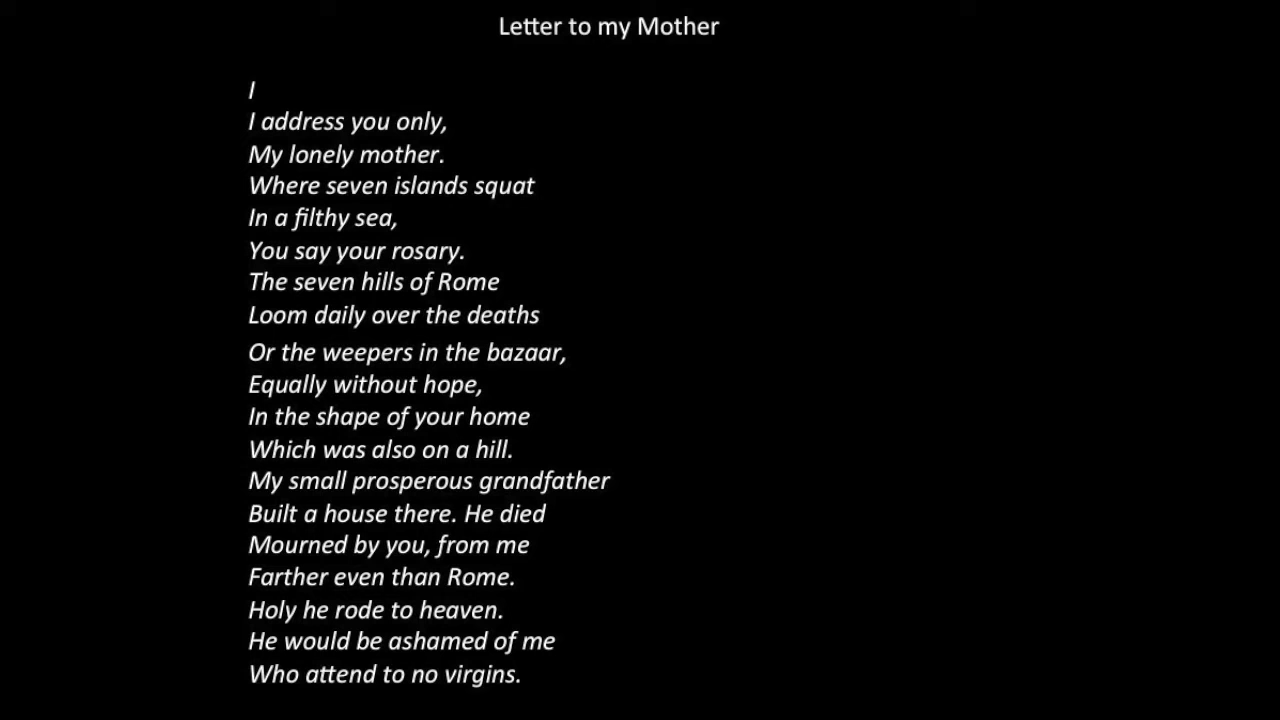 Letter to my Mother
I
I address you only,
My lonely mother.
Where seven islands squat
In a filthy sea,
You say your rosary.
The seven hills of Rome
Loom daily over the deaths
Or the weepers in the bazaar,
Equally without hope,
In the shape of your home
Which was also on a hill.
My small prosperous grandfather
Built a house there. He died
Mourned by you, from me
Farther even than Rome.
Holy he rode to heaven.
He would be ashamed of me
Who attend to no virgins.